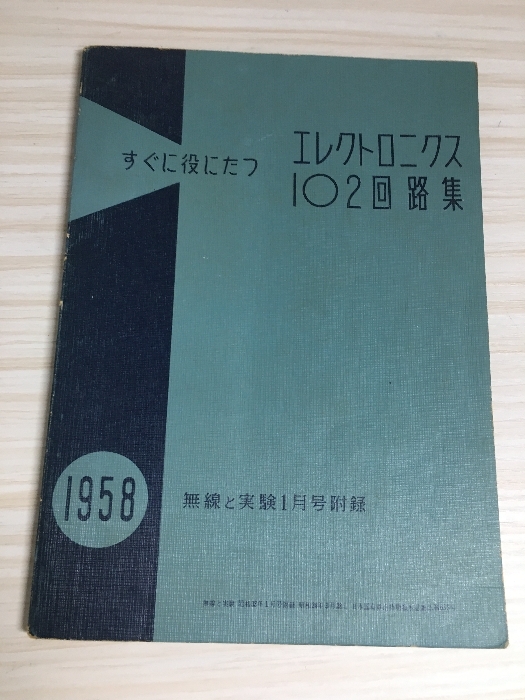 すぐに役にたつ
エレクトロニクス
102回路集
1958
無線と実験1月号附録